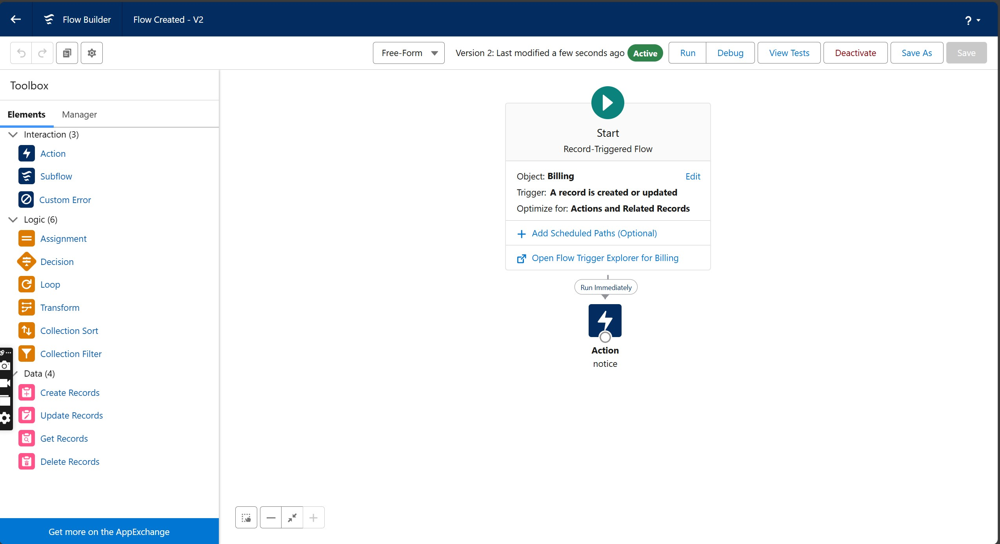 Flow Builder
Flow Created - V2
?
Free-Form
Version 2: Last modified a few seconds ago
Active
Run
Debug
View Tests
Deactivate
Save As
Save
Toolbox
Elements
Manager
Interaction (3)
Action
Subflow
Custom Error
Logic (6)
Assignment
Decision
Loop
Transform
Collection Sort
Collection Filter
Data (4)
Create Records
Update Records
Get Records
Delete Records
Get more on the AppExchange
Start
Record-Triggered Flow
Object: Billing
Edit
Trigger: A record is created or updated
Optimize for: Actions and Related Records
Add Scheduled Paths (Optional)
Open Flow Trigger Explorer for Billing
Run Immediately
Action
notice